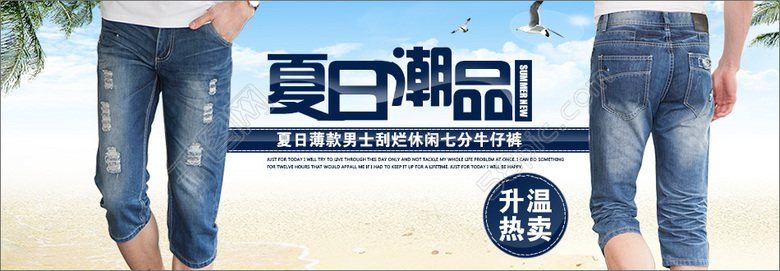 夏日潮品
SUMMER NEW
夏日薄款男士刮烂休闲七分牛仔裤
JUST FOR TODAY I WILL TRY TO LIVE THROUGH THIS DAY ONLY AND NOT TACKLE MY WHOLE LIFE PROBLEM AT ONCE. I CAN DO SOMETHING
FOR TWELVE HOURS THAT WOULD APPALL ME IF I HAD TO KEEP IT UP FOR A LIFETIME. JUST FOR TODAY I WILL BE HAPPY.
升温
热卖